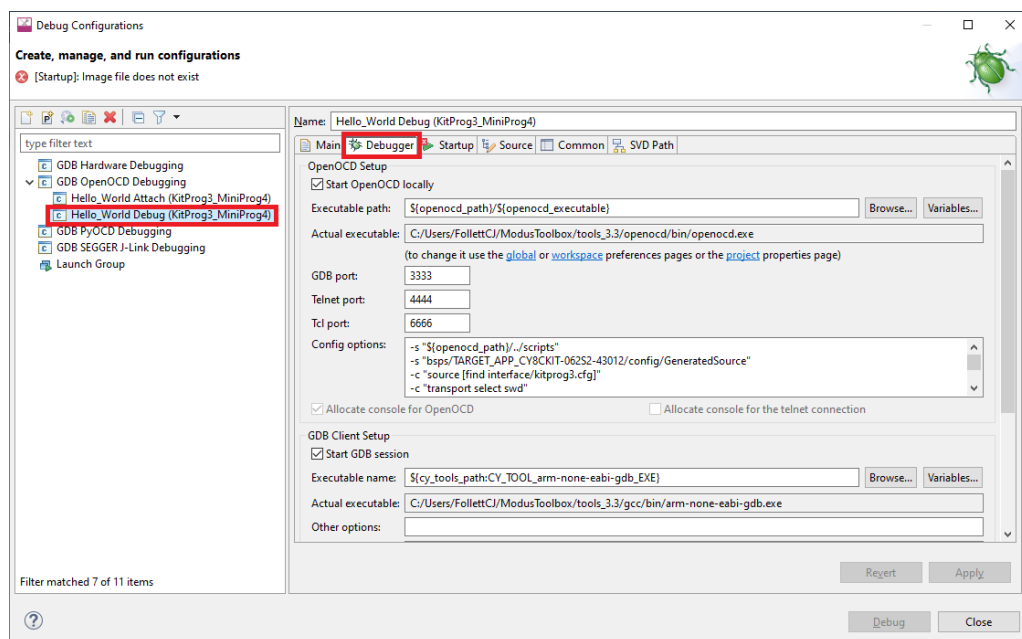 Debug Configurations
Create, manage, and run configurations
[Startup]: Image file does not exist
type filter text
GDB Hardware Debugging
GDB OpenOCD Debugging
Hello_World Attach (KitProg3_MiniProg4)
Hello_World Debug (KitProg3_MiniProg4)
GDB PyOCD Debugging
GDB SEGGER J-Link Debugging
Launch Group
Filter matched 7 of 11 items
Name: Hello_World Debug (KitProg3_MiniProg4)
Main Debugger Startup Source Common SVD Path
OpenOCD Setup
Start OpenOCD locally
Executable path: ${openocd_path}/${openocd_executable} Browse... Variables...
Actual executable: C:/Users/FollettCJ/ModusToolbox/tools_3.3/openocd/bin/openocd.exe
(to change it use the global or workspace preferences pages or the project properties page)
GDB port: 3333
Telnet port: 4444
Tcl port: 6666
Config options: -s "${openocd_path}/../scripts"
-s "bsps/TARGET_APP_CY8CKIT-062S2-43012/config/GeneratedSource"
-c "source [find interface/kitprog3.cfg]"
-c "transport select swd"
Allocate console for OpenOCD Allocate console for the telnet connection
GDB Client Setup
Start GDB session
Executable name: ${cy_tools_path:CY_TOOL_arm-none-eabi-gdb_EXE} Browse... Variables...
Actual executable: C:/Users/FollettCJ/ModusToolbox/tools_3.3/gcc/bin/arm-none-eabi-gdb.exe
Other options:
Revert Apply
Debug Close